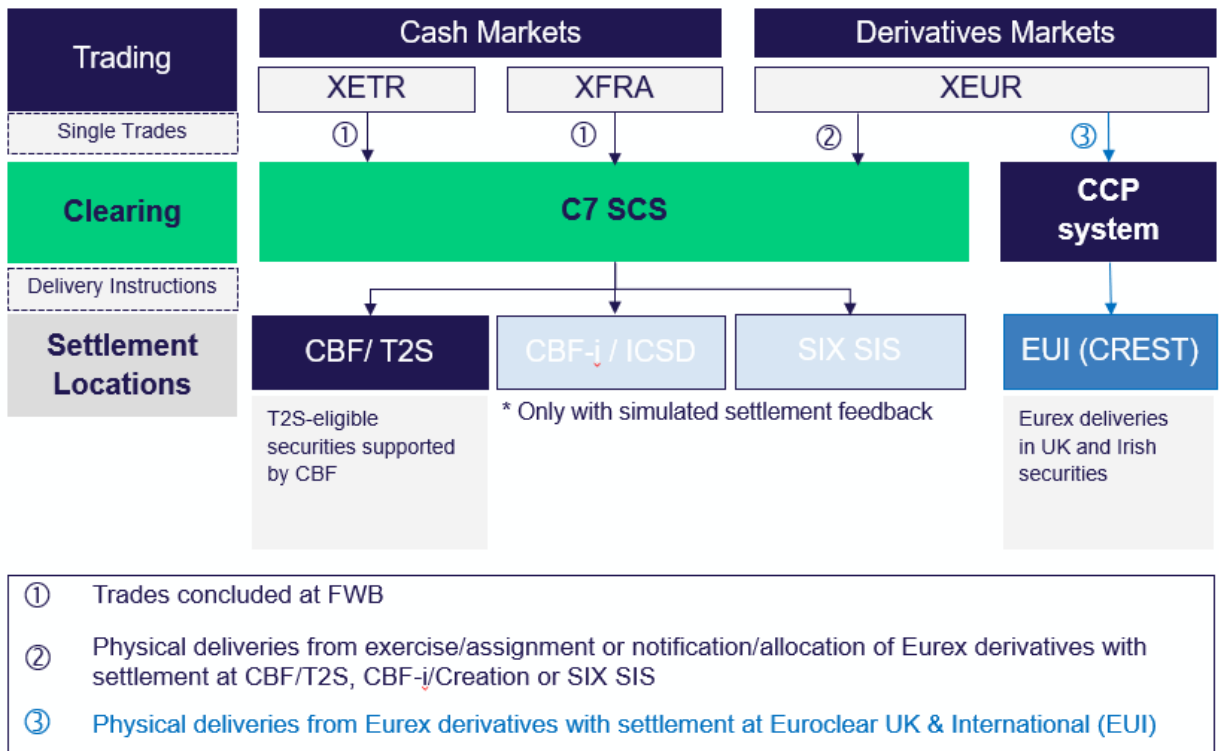 Trading
Cash Markets
Derivatives Markets
XETR
XFRA
XEUR
Single Trades
①
①
②
③
Clearing
C7 SCS
CCP
system
Delivery Instructions
Settlement
Locations
CBF/ T2S
CBF-i / ICSD
SIX SIS
EUI (CREST)
T2S-eligible
securities supported
by CBF
* Only with simulated settlement feedback
Eurex deliveries
in UK and Irish
securities
① Trades concluded at FWB
② Physical deliveries from exercise/assignment or notification/allocation of Eurex derivatives with
settlement at CBF/T2S, CBF-i/Creation or SIX SIS
③ Physical deliveries from Eurex derivatives with settlement at Euroclear UK & International (EUI)